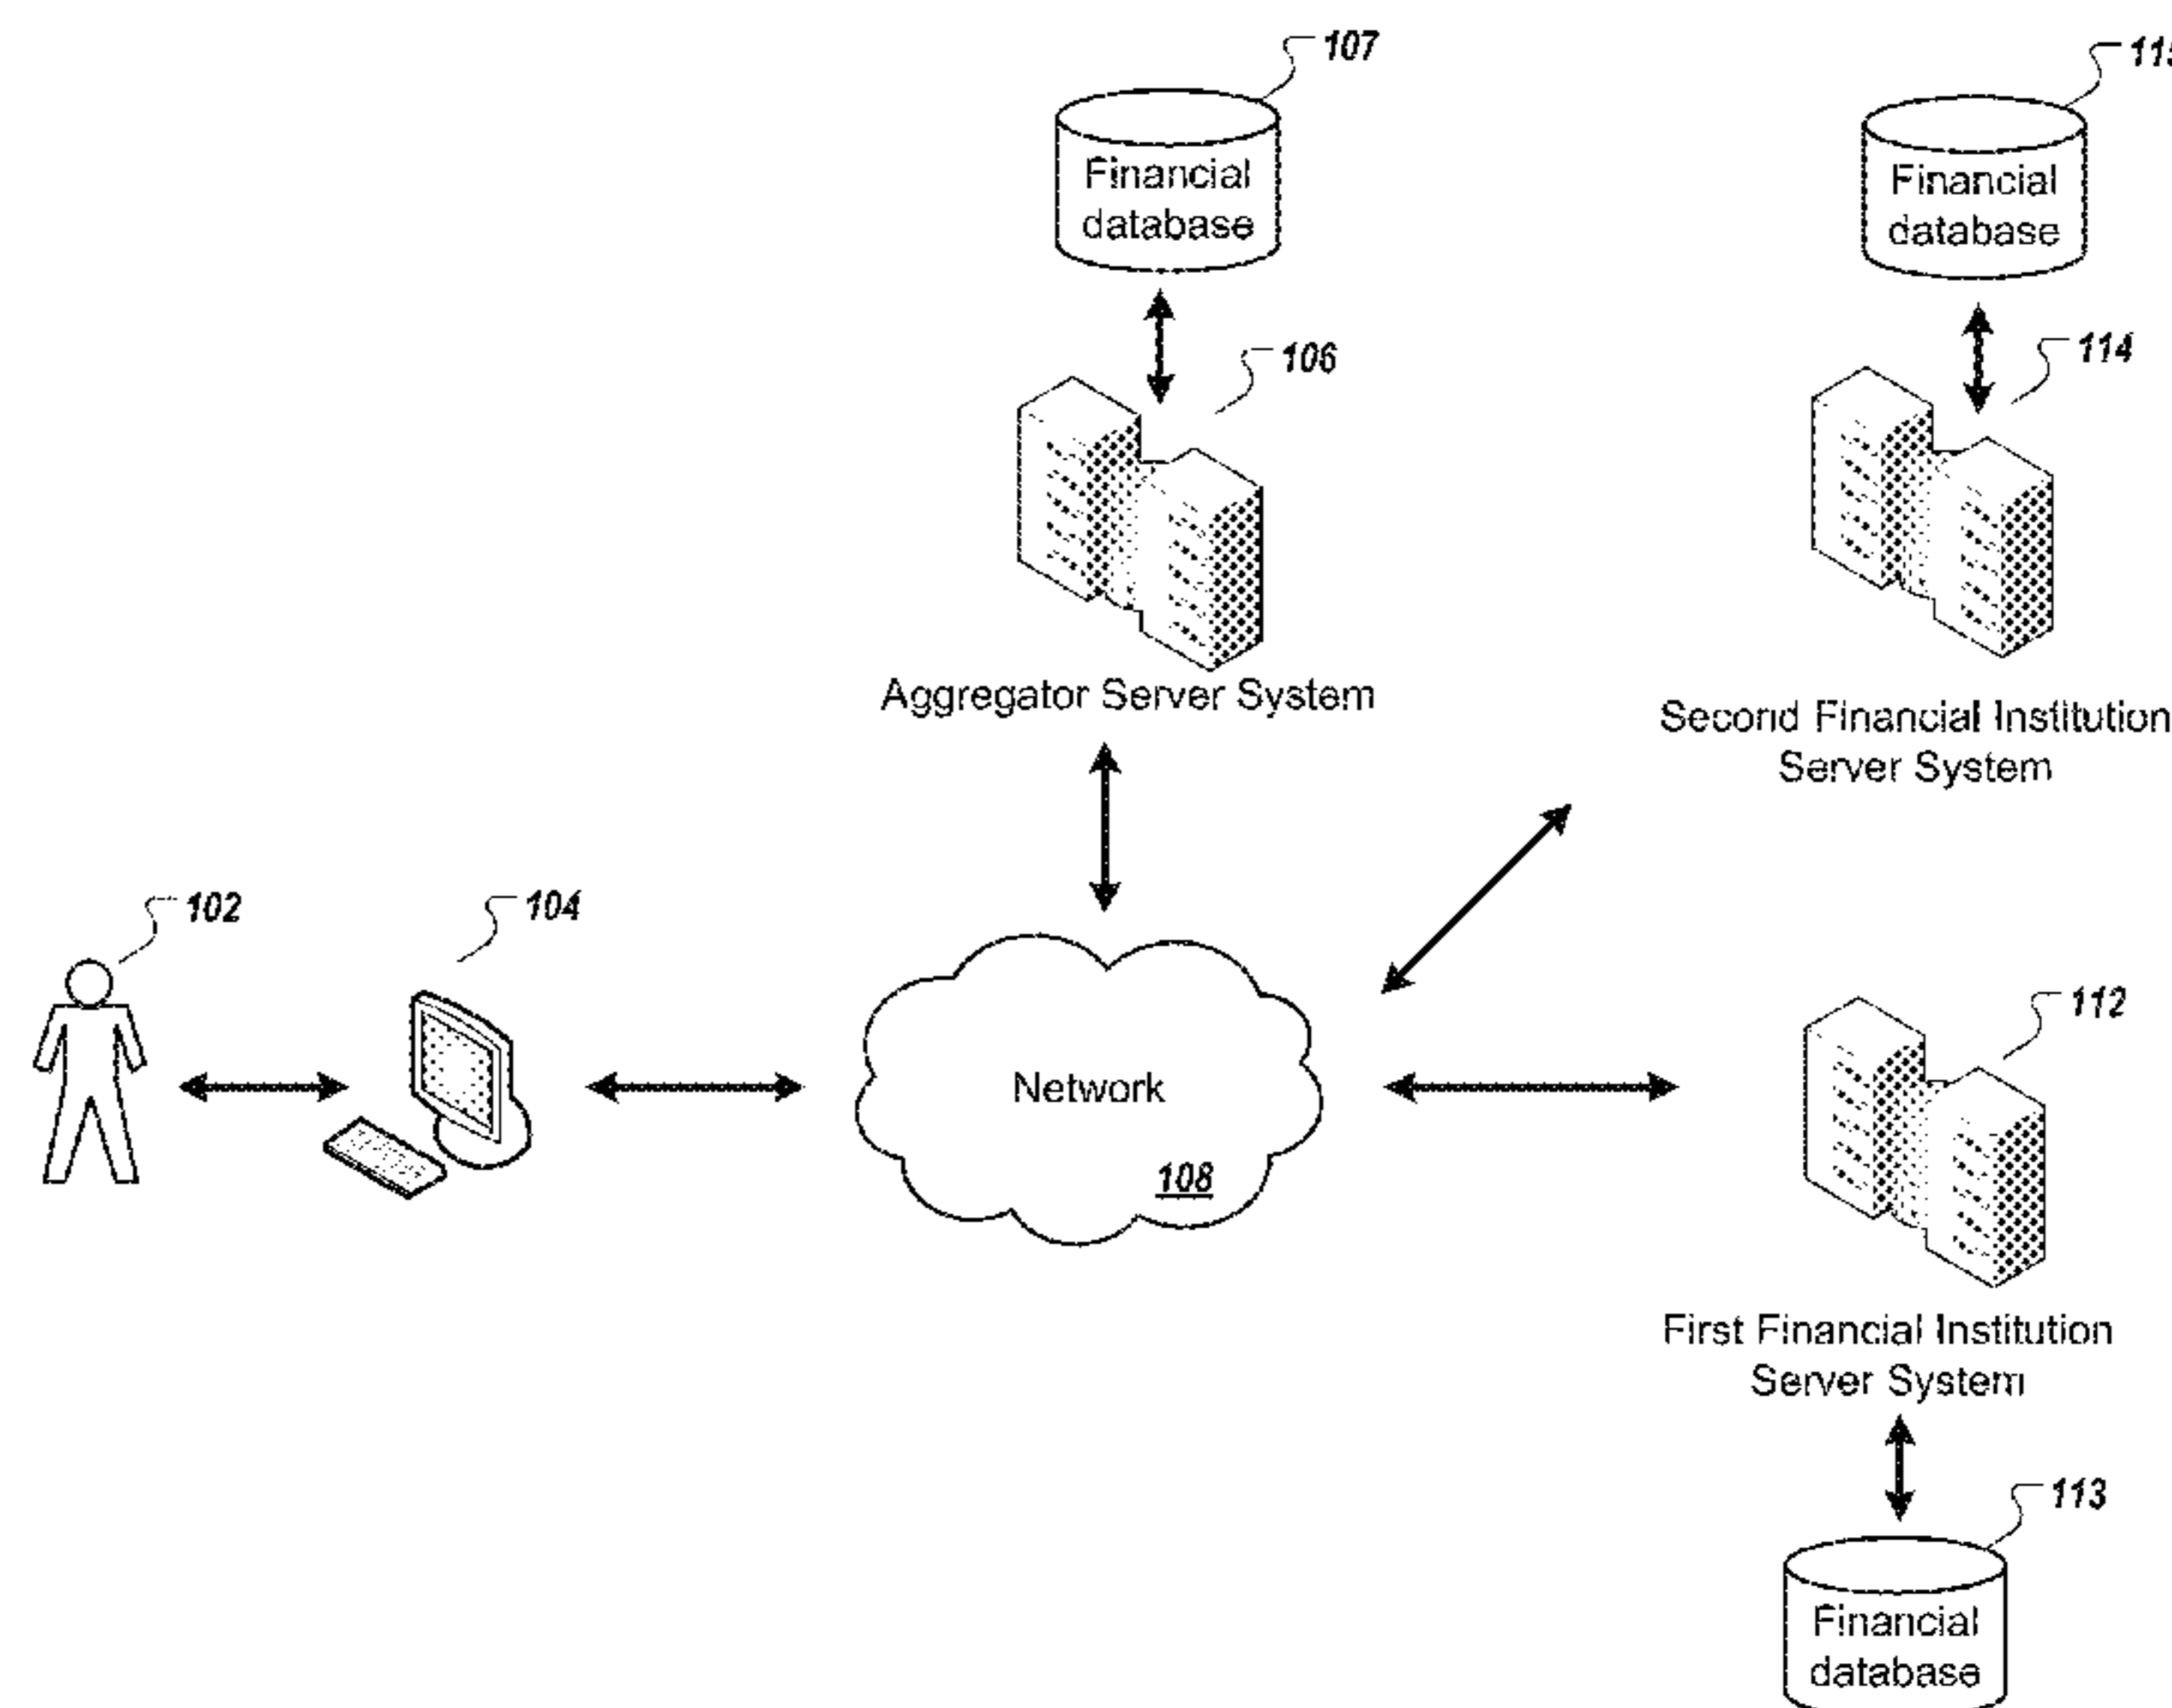 107
115
Financial
database
Financial
database
106
114
Aggregator Server System
Second Financial Institution
Server System
102
104
112
Network
108
First Financial Institution
Server System
113
Financial
database